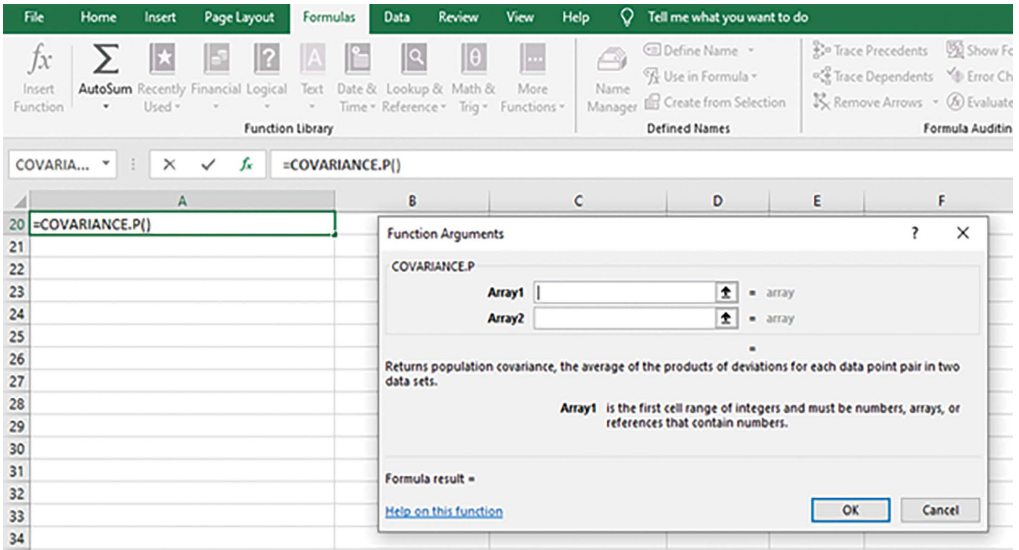 File Home Insert Page Layout Formulas Data Review View Help Tell me what you want to do
fx Σ ? A θ ...
Insert Function AutoSum Recently Used Financial Logical Text Date & Time Lookup & Reference Math & Trig More Functions
Name Manager
Define Name
Use in Formula
Create from Selection
Trace Precedents Show Fo
Trace Dependents Error Ch
Remove Arrows Evaluate
Function Library Defined Names Formula Auditin
COVARIA... fx =COVARIANCE.P()
A B C D E F
20 =COVARIANCE.P()
21
22
23
24
25
26
27
28
29
30
31
32
33
34
Function Arguments ? X
COVARIANCE.P
Array1 = array
Array2 = array
=
Returns population covariance, the average of the products of deviations for each data point pair in two
data sets.
Array1 is the first cell range of integers and must be numbers, arrays, or
references that contain numbers.
Formula result =
Help on this function OK Cancel